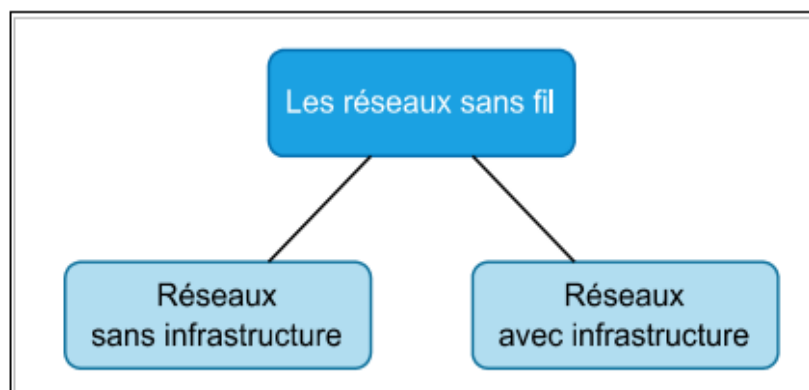 Les réseaux sans fil
Réseaux
sans infrastructure
Réseaux
avec infrastructure